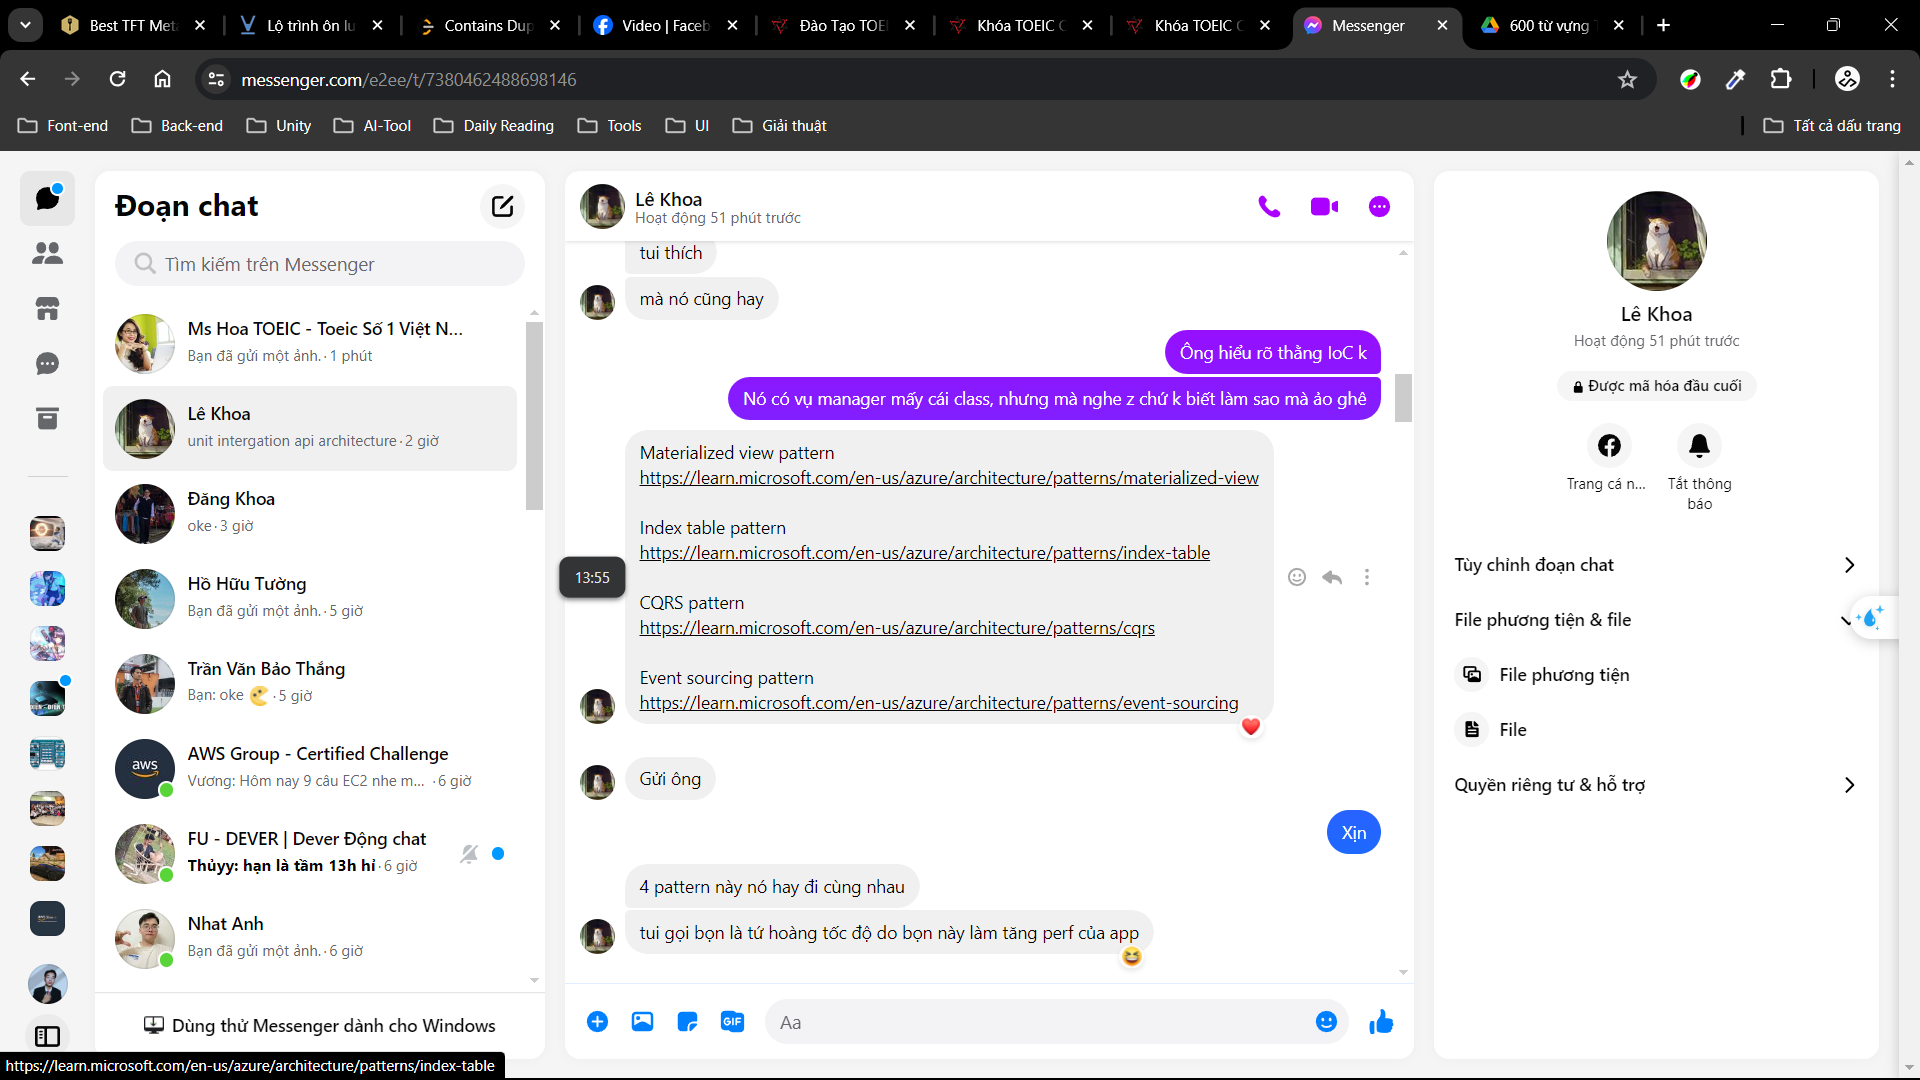 Best TFT Meta
Lộ trình ôn lu
Contains Dup
Video | Faceb
Đào Tạo TOEI
Khóa TOEIC C
Khóa TOEIC C
Messenger
600 từ vựng T
messenger.com/e2ee/t/7380462488698146
Font-end
Back-end
Unity
AI-Tool
Daily Reading
Tools
UI
Giải thuật
Tất cả dấu trang
Đoạn chat
Tìm kiếm trên Messenger
Ms Hoa TOEIC - Toeic Số 1 Việt N...
Bạn đã gửi một ảnh. · 1 phút
Lê Khoa
unit intergation api architecture · 2 giờ
Đăng Khoa
oke · 3 giờ
Hồ Hữu Tường
Bạn đã gửi một ảnh. · 5 giờ
Trần Văn Bảo Thắng
Bạn: oke · 5 giờ
aws
AWS Group - Certified Challenge
Vương: Hôm nay 9 câu EC2 nhe m... · 6 giờ
FU - DEVER | Dever Động chat
Thủyy: hạn là tầm 13h hỉ · 6 giờ
Nhat Anh
Bạn đã gửi một ảnh. · 6 giờ
Dùng thử Messenger dành cho Windows
https://learn.microsoft.com/en-us/azure/architecture/patterns/index-table
Lê Khoa
Hoạt động 51 phút trước
tui thích
mà nó cũng hay
Ông hiểu rõ thằng IoC k
Nó có vụ manager mấy cái class, nhưng mà nghe z chứ k biết làm sao mà ảo ghê
Materialized view pattern
https://learn.microsoft.com/en-us/azure/architecture/patterns/materialized-view
Index table pattern
https://learn.microsoft.com/en-us/azure/architecture/patterns/index-table
13:55
CQRS pattern
https://learn.microsoft.com/en-us/azure/architecture/patterns/cqrs
Event sourcing pattern
https://learn.microsoft.com/en-us/azure/architecture/patterns/event-sourcing
Gửi ông
Xịn
4 pattern này nó hay đi cùng nhau
tui gọi bọn là tứ hoàng tốc độ do bọn này làm tăng perf của app
GIF
Aa
Lê Khoa
Hoạt động 51 phút trước
Được mã hóa đầu cuối
Trang cá n...
Tắt thông
báo
Tùy chỉnh đoạn chat
File phương tiện & file
File phương tiện
File
Quyền riêng tư & hỗ trợ